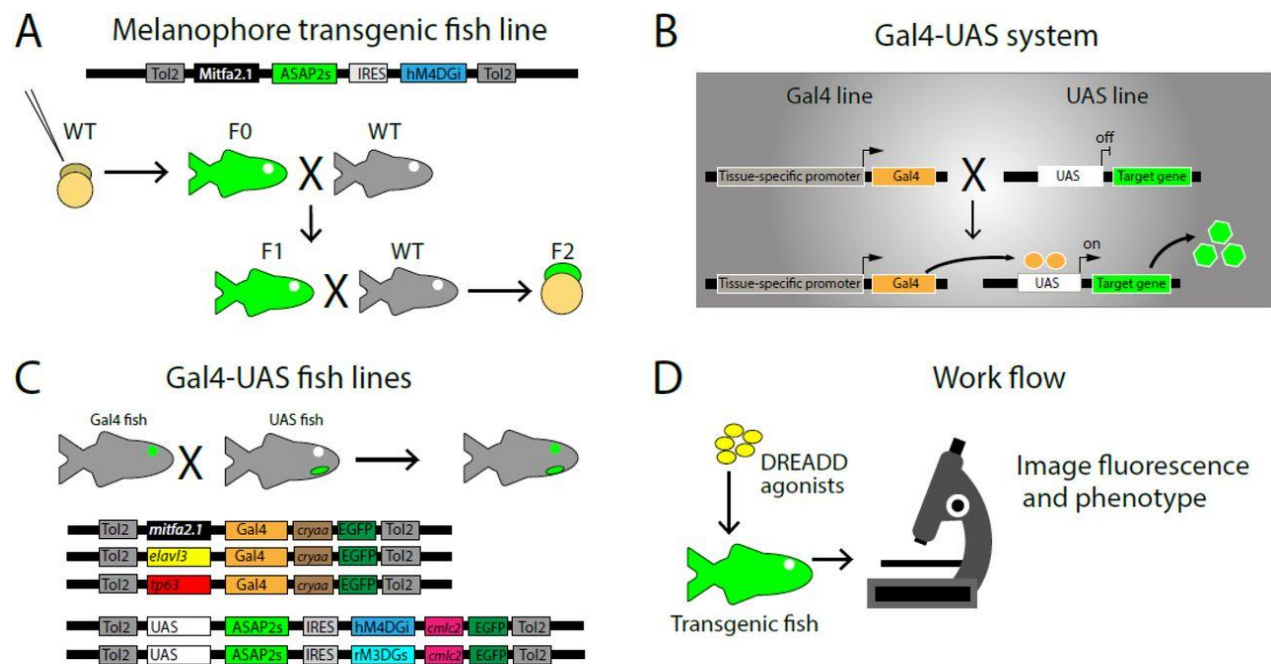 A
Melanophore transgenic fish line
Tol2 Mitfa2.1 ASAP2s IRES hM4DGi Tol2
WT
F0
WT
X
F1
WT
F2
X
B
Gal4-UAS system
Gal4 line
UAS line
off
Tissue-specific promoter Gal4
X
UAS Target gene
on
Tissue-specific promoter Gal4
UAS Target gene
C
Gal4-UAS fish lines
Gal4 fish
UAS fish
X
Tol2 mitfa2.1 Gal4 cryaa EGFP Tol2
Tol2 elavl3 Gal4 cryaa EGFP Tol2
Tol2 tp63 Gal4 cryaa EGFP Tol2
Tol2 UAS ASAP2s IRES hM4DGi cmlc2 EGFP Tol2
Tol2 UAS ASAP2s IRES rM3DGs cmlc2 EGFP Tol2
D
Work flow
DREADD
agonists
Image fluorescence
and phenotype
Transgenic fish